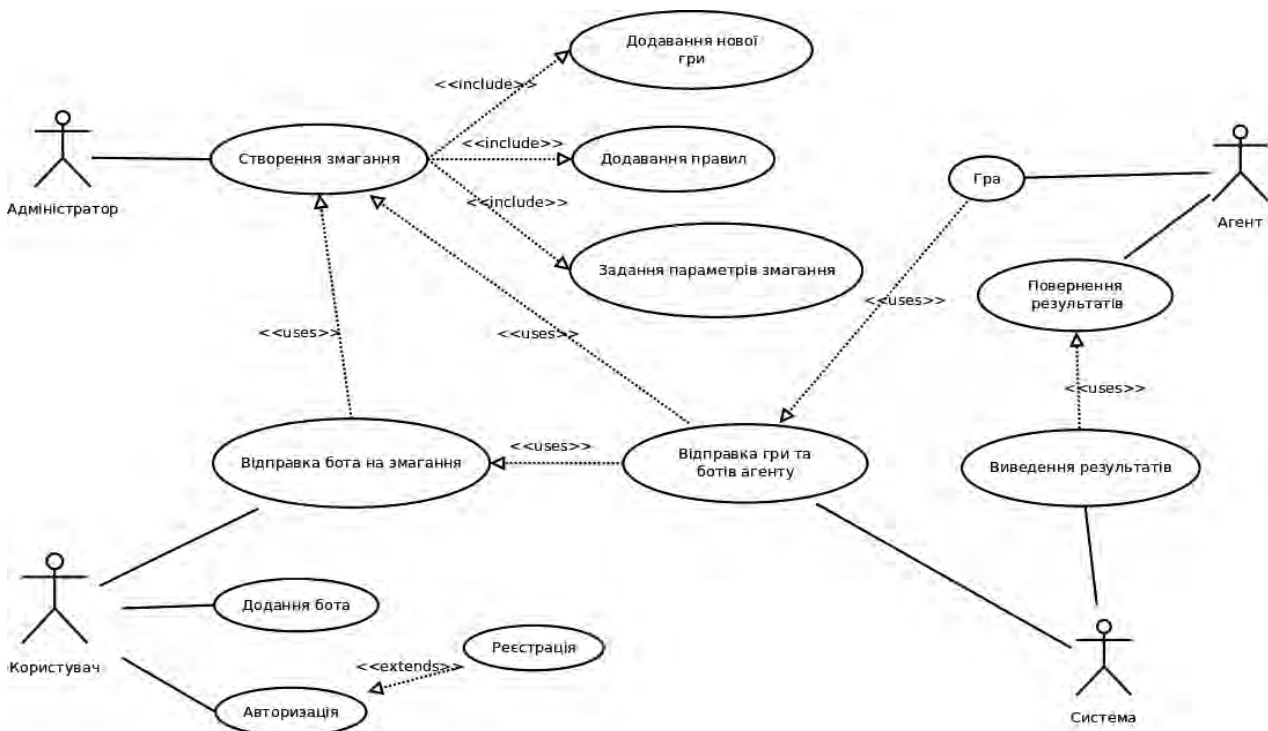 Додавання нової
гри
<<include>>
Створення змагання
<<include>>
Додавання правил
Адміністратор
<<include>>
Гра
Агент
Задання параметрів змагання
Повернення
результатів
<<uses>>
<<uses>>
<<uses>>
<<uses>>
Відправка бота на змагання
<<uses>>
Відправка гри та
ботів агенту
Виведення результатів
Додання бота
Користувач
<<extends>>
Реєстрація
Авторизація
Система